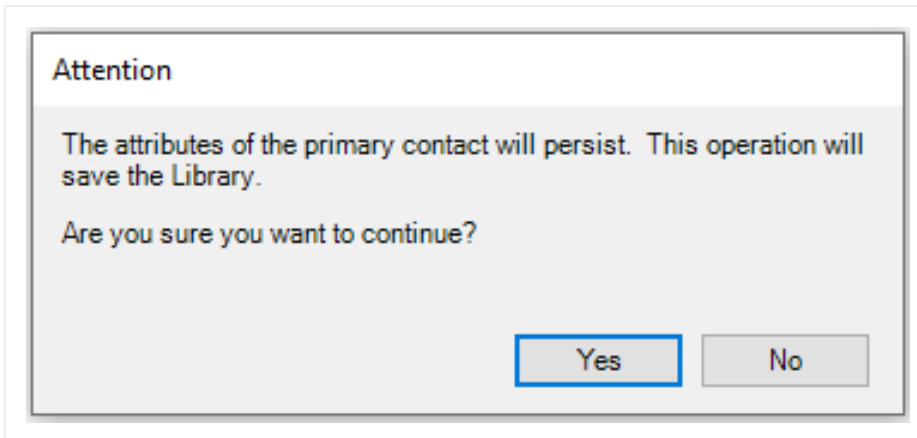 Attention
The attributes of the primary contact will persist.  This operation will
save the Library.
Are you sure you want to continue?
Yes
No